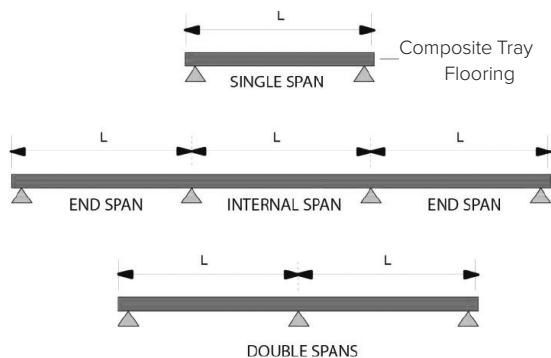 L
Composite Tray
Flooring
SINGLE SPAN
L L L
END SPAN INTERNAL SPAN END SPAN
L L
DOUBLE SPANS